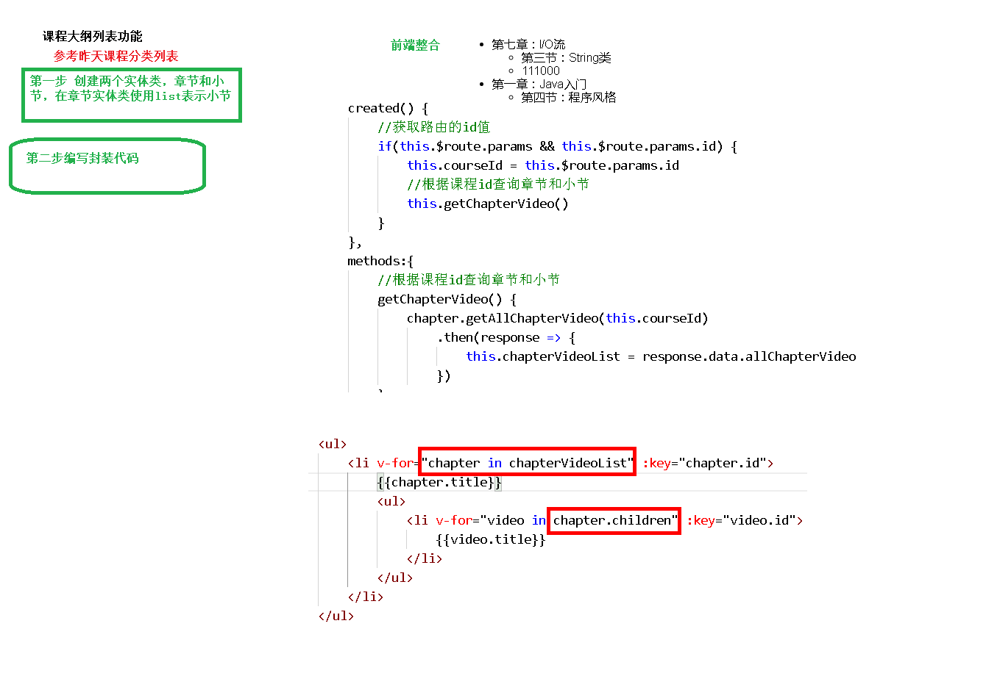 课程大纲列表功能
参考昨天课程分类列表
第一步 创建两个实体类，章节和小
节，在章节实体类使用list表示小节
第二步编写封装代码
前端整合
• 第七章：I/O流
○ 第三节：String类
○ 111000
• 第一章：Java入门
○ 第四节：程序风格
created() {
//获取路由的id值
if(this.$route.params && this.$route.params.id) {
this.courseId = this.$route.params.id
//根据课程id查询章节和小节
this.getChapterVideo()
}
},
methods:{
//根据课程id查询章节和小节
getChapterVideo() {
chapter.getAllChapterVideo(this.courseId)
.then(response => {
this.chapterVideoList = response.data.allChapterVideo
})
<ul>
<li v-for="chapter in chapterVideoList" :key="chapter.id">
{{chapter.title}}
<ul>
<li v-for="video in chapter.children" :key="video.id">
{{video.title}}
</li>
</ul>
</li>
</ul>